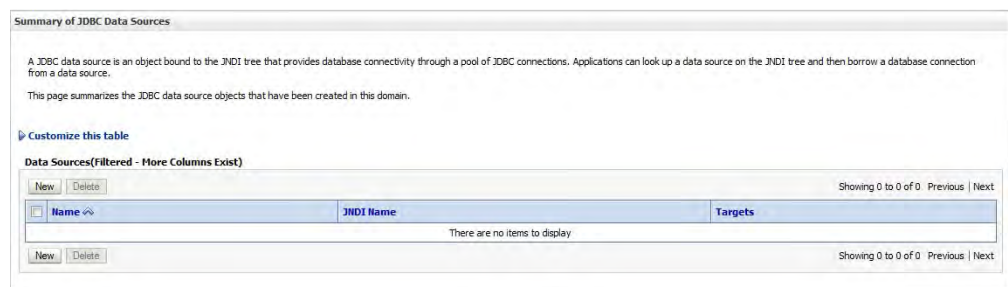 Summary of JDBC Data Sources
A JDBC data source is an object bound to the JNDI tree that provides database connectivity through a pool of JDBC connections. Applications can look up a data source on the JNDI tree and then borrow a database connection
from a data source.
This page summarizes the JDBC data source objects that have been created in this domain.
Customize this table
Data Sources(Filtered - More Columns Exist)
New Delete Showing 0 to 0 of 0 Previous | Next
Name JNDI Name Targets
There are no items to display
New Delete Showing 0 to 0 of 0 Previous | Next